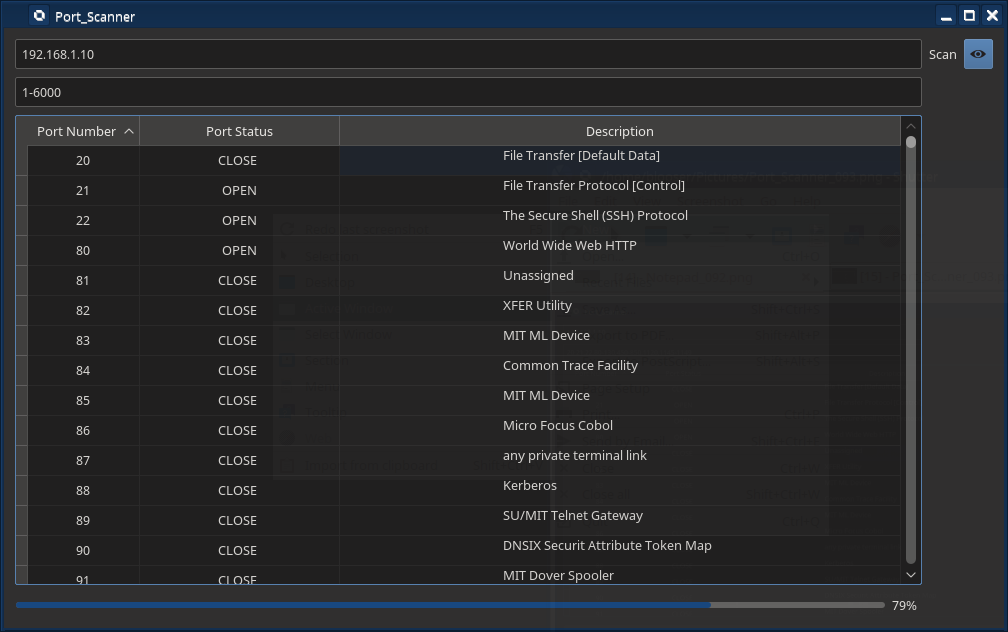 Port_Scanner
192.168.1.10 Scan
1-6000
Port Number Port Status Description
20 CLOSE File Transfer [Default Data]
21 OPEN File Transfer Protocol [Control]
22 OPEN The Secure Shell (SSH) Protocol
80 OPEN World Wide Web HTTP
81 CLOSE Unassigned
82 CLOSE XFER Utility
83 CLOSE MIT ML Device
84 CLOSE Common Trace Facility
85 CLOSE MIT ML Device
86 CLOSE Micro Focus Cobol
87 CLOSE any private terminal link
88 CLOSE Kerberos
89 CLOSE SU/MIT Telnet Gateway
90 CLOSE DNSIX Securit Attribute Token Map
91 CLOSE MIT Dover Spooler
79%